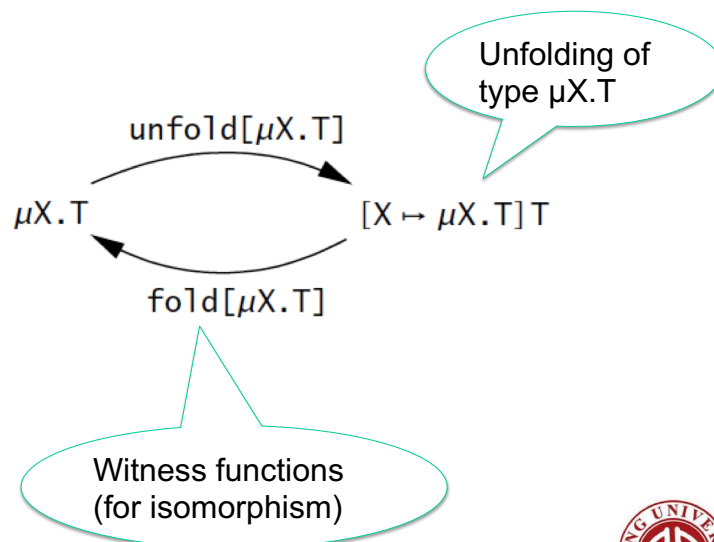 Unfolding of
type μX.T
unfold[μX.T]
μX.T
[X ↦ μX.T]T
fold[μX.T]
Witness functions
(for isomorphism)